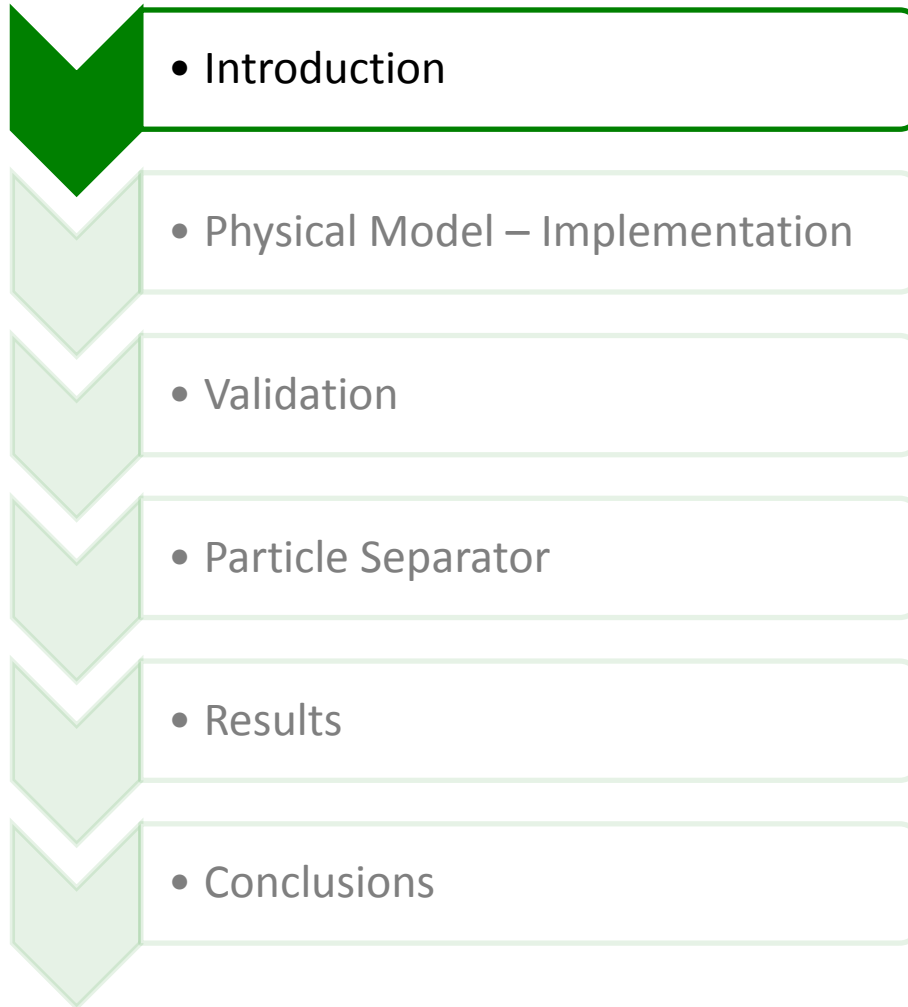 • Introduction
• Physical Model – Implementation
• Validation
• Particle Separator
• Results
• Conclusions